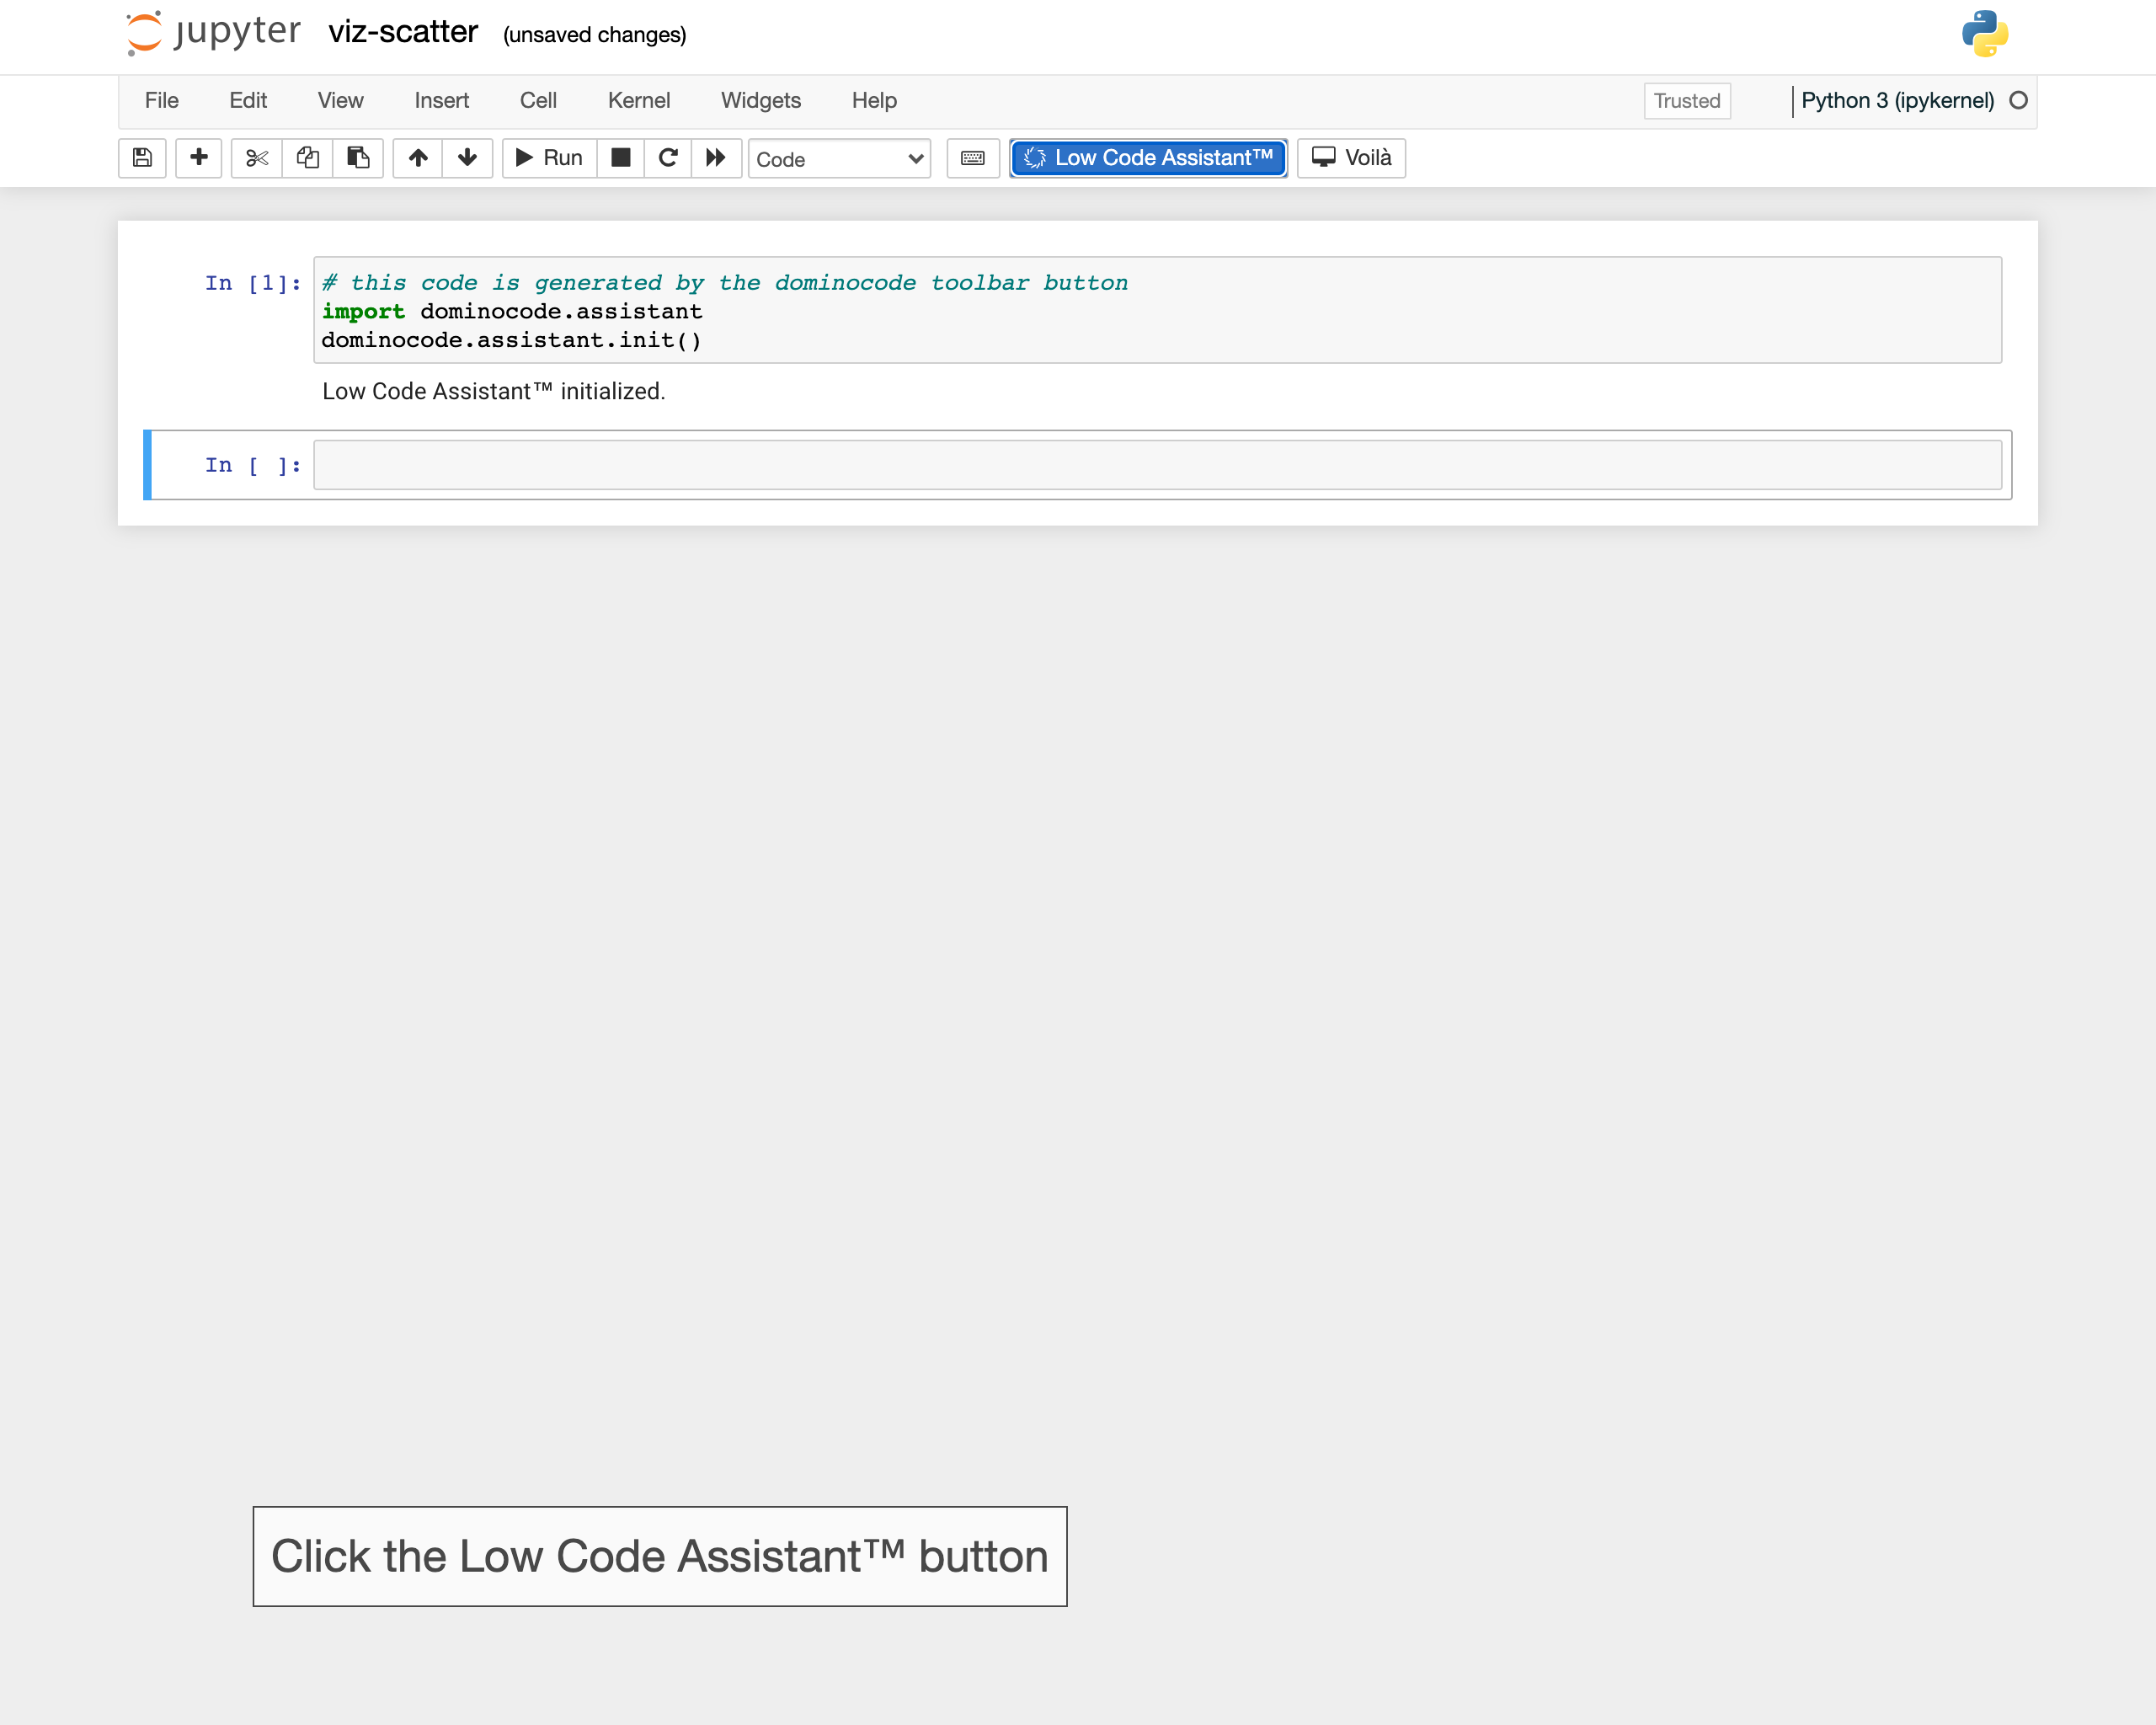 jupyter viz-scatter (unsaved changes)
File Edit View Insert Cell Kernel Widgets Help Trusted Python 3 (ipykernel)
Run Code Low Code Assistant™ Voilà
In [1]: # this code is generated by the dominocode toolbar button
import dominocode.assistant
dominocode.assistant.init()
Low Code Assistant™ initialized.
In [ ]:
Click the Low Code Assistant™ button